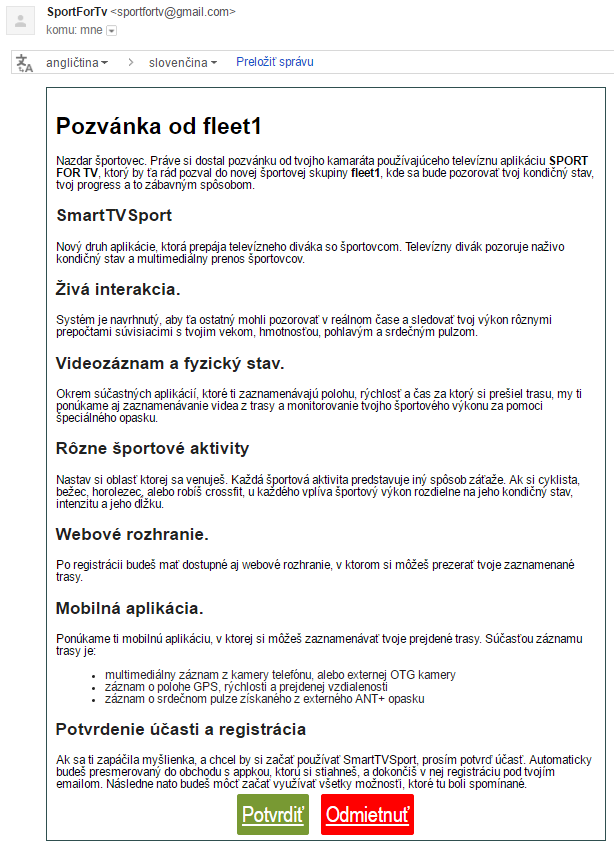 SportForTv <sportfortv@gmail.com>
komu: mne
angličtina > slovenčina Preložiť správu
Pozvánka od fleet1
Nazdar športovec. Práve si dostal pozvánku od tvojho kamaráta používajúceho televíznu aplikáciu SPORT
FOR TV, ktorý by ťa rád pozval do novej športovej skupiny fleet1, kde sa bude pozorovať tvoj kondičný stav,
tvoj progress a to zábavným spôsobom.
SmartTVSport
Nový druh aplikácie, ktorá prepája televízneho diváka so športovcom. Televízny divák pozoruje naživo
kondičný stav a multimediálny prenos športovcov.
Živá interakcia.
Systém je navrhnutý, aby ťa ostatný mohli pozorovať v reálnom čase a sledovať tvoj výkon rôznymi
prepočtami súvisiacimi s tvojim vekom, hmotnosťou, pohlavým a srdečným pulzom.
Videozáznam a fyzický stav.
Okrem súčastných aplikácií, ktoré ti zaznamenávajú polohu, rýchlosť a čas za ktorý si prešiel trasu, my ti
ponúkame aj zaznamenávanie videa z trasy a monitorovanie tvojho športového výkonu za pomoci
špeciálneho opasku.
Rôzne športové aktivity
Nastav si oblasť ktorej sa venuješ. Každá športová aktivita predstavuje iný spôsob záťaže. Ak si cyklista,
bežec, horolezec, alebo robíš crossfit, u každého vplíva športový výkon rozdielne na jeho kondičný stav,
intenzitu a jeho dĺžku.
Webové rozhranie.
Po registrácii budeš mať dostupné aj webové rozhranie, v ktorom si môžeš prezerať tvoje zaznamenané
trasy.
Mobilná aplikácia.
Ponúkame ti mobilnú aplikáciu, v ktorej si môžeš zaznamenávať tvoje prejdené trasy. Súčasťou záznamu
trasy je:
• multimediálny záznam z kamery telefónu, alebo externej OTG kamery
• záznam o polohe GPS, rýchlosti a prejdenej vzdialenosti
• záznam o srdečnom pulze získaného z externého ANT+ opasku
Potvrdenie účasti a registrácia
Ak sa ti zapáčila myšlienka, a chcel by si začať používať SmartTVSport, prosím potvrď účasť. Automaticky
budeš presmerovaný do obchodu s appkou, ktorú si stiahneš, a dokončíš v nej registráciu pod tvojím
emailom. Následne nato budeš môcť začať využívať všetky možnosti, ktoré tu boli spomínané.
Potvrdiť Odmietnuť